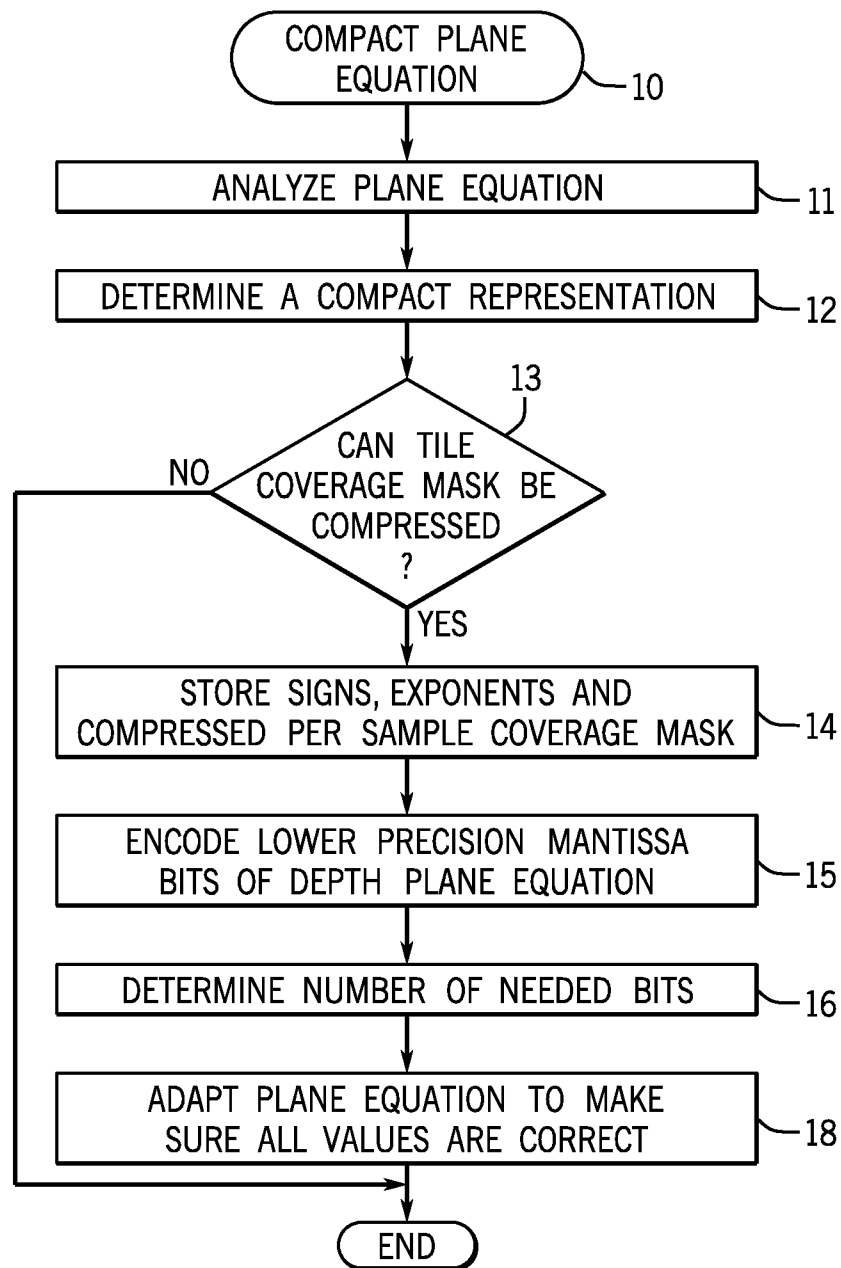 COMPACT PLANE
EQUATION
10
ANALYZE PLANE EQUATION
11
DETERMINE A COMPACT REPRESENTATION
12
13
CAN TILE
COVERAGE MASK BE
COMPRESSED
?
NO
YES
STORE SIGNS, EXPONENTS AND
COMPRESSED PER SAMPLE COVERAGE MASK
14
ENCODE LOWER PRECISION MANTISSA
BITS OF DEPTH PLANE EQUATION
15
DETERMINE NUMBER OF NEEDED BITS
16
ADAPT PLANE EQUATION TO MAKE
SURE ALL VALUES ARE CORRECT
18
END